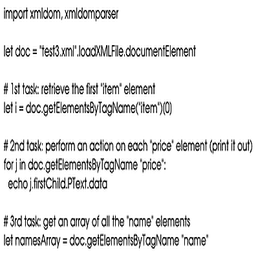 import xmldom, xmldomparser
let doc = "test3.xml".loadXMLFile.documentElement
# 1st task: retrieve the first "item" element
let i = doc.getElementsByTagName("item")(0)
# 2nd task: perform an action on each "price" element (print it out)
for j in doc.getElementsByTagName "price":
echo j.firstChild.PText.data
# 3rd task: get an array of all the "name" elements
let namesArray = doc.getElementsByTagName "name"